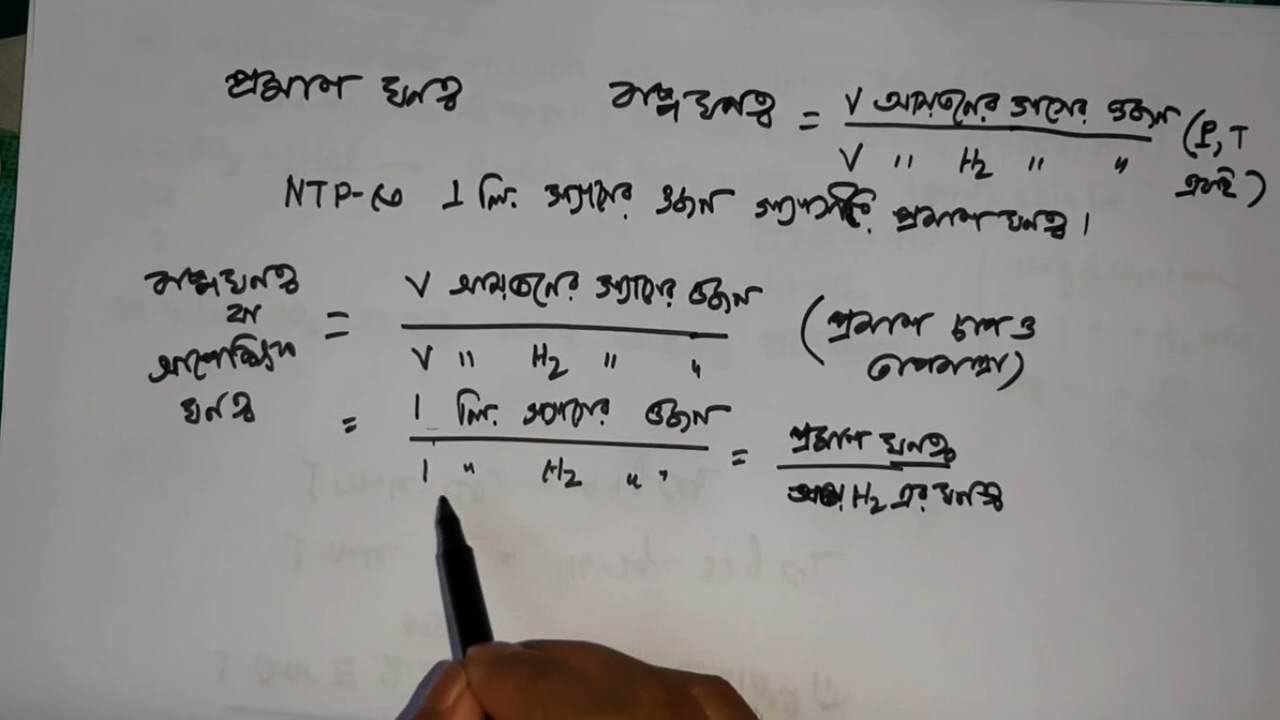 প্রমাণ ঘনত্ব
বাষ্পঘনত্ব = V আয়তনের গ্যাসের ওজন / V " H₂ " " (P, T একই)
NTP-তে 1 লি. গ্যাসের ওজন গ্যাসটির প্রমাণ ঘনত্ব।
বাষ্পঘনত্ব বা আপেক্ষিক ঘনত্ব = V আয়তনের গ্যাসের ওজন / V " H₂ " " (প্রমাণ চাপ ও তাপমাত্রা)
= 1 লি. গ্যাসের ওজন / 1 " H₂ " " = প্রমাণ ঘনত্ব / H₂ এর ঘনত্ব